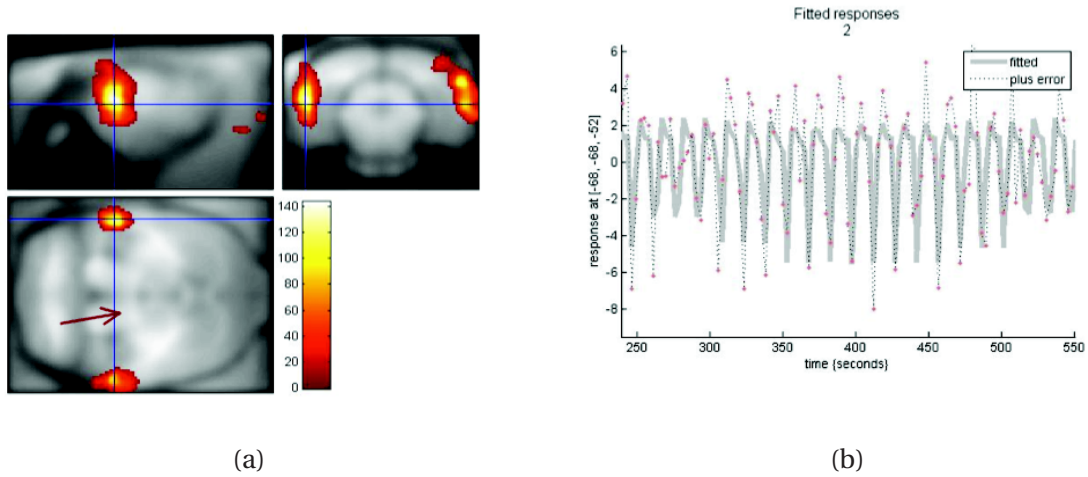 140
120
100
80
60
40
20
0
(a)
Fitted responses
2
fitted
plus error
6
4
2
0
-2
-4
-6
-8
response at [-68, -68, -52]
250 300 350 400 450 500 550
time {seconds}
(b)